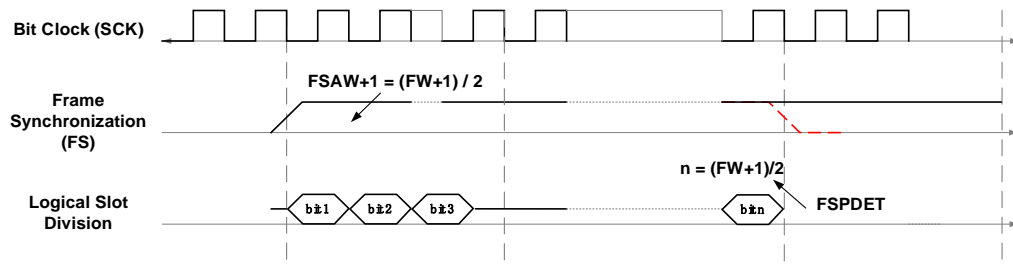 Bit Clock (SCK)
FSAW+1 = (FW+1) / 2
Frame
Synchronization
(FS)
n = (FW+1)/2
Logical Slot
Division
bit1
bit2
bit3
bitn
FSPDET